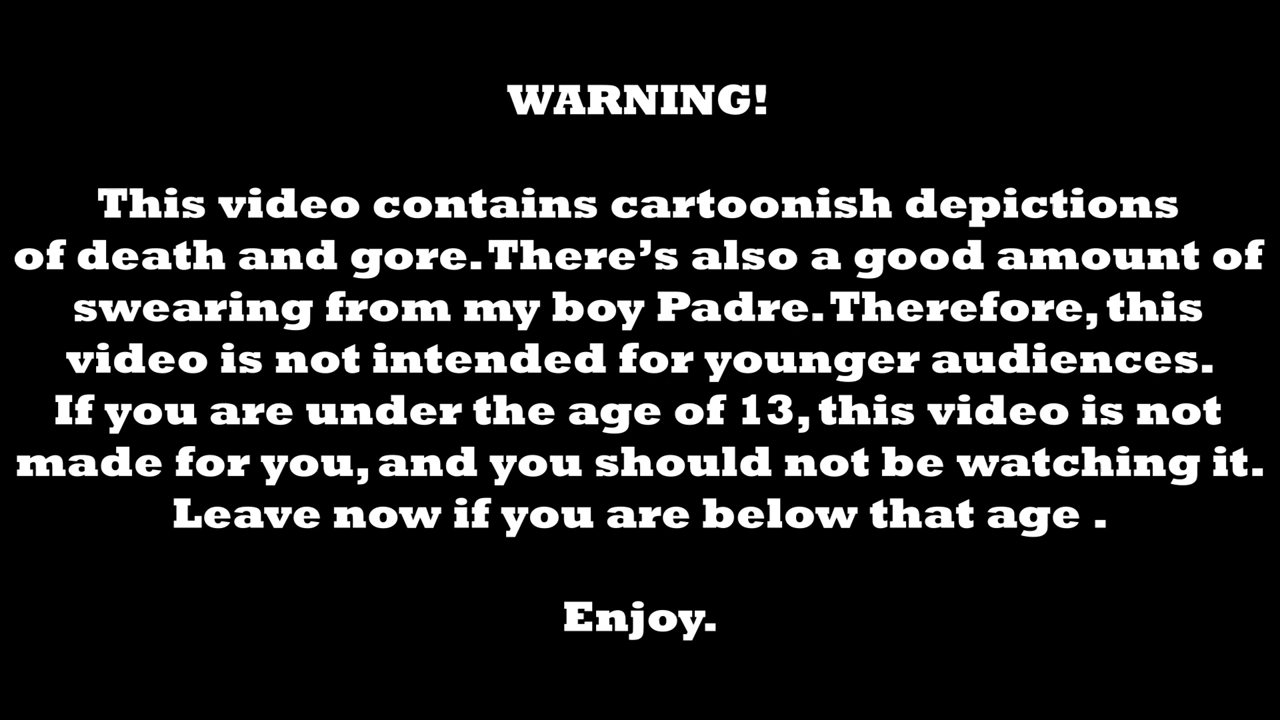 WARNING!
This video contains cartoonish depictions
of death and gore. There's also a good amount of
swearing from my boy Padre. Therefore, this
video is not intended for younger audiences.
If you are under the age of 13, this video is not
made for you, and you should not be watching it.
Leave now if you are below that age .
Enjoy.